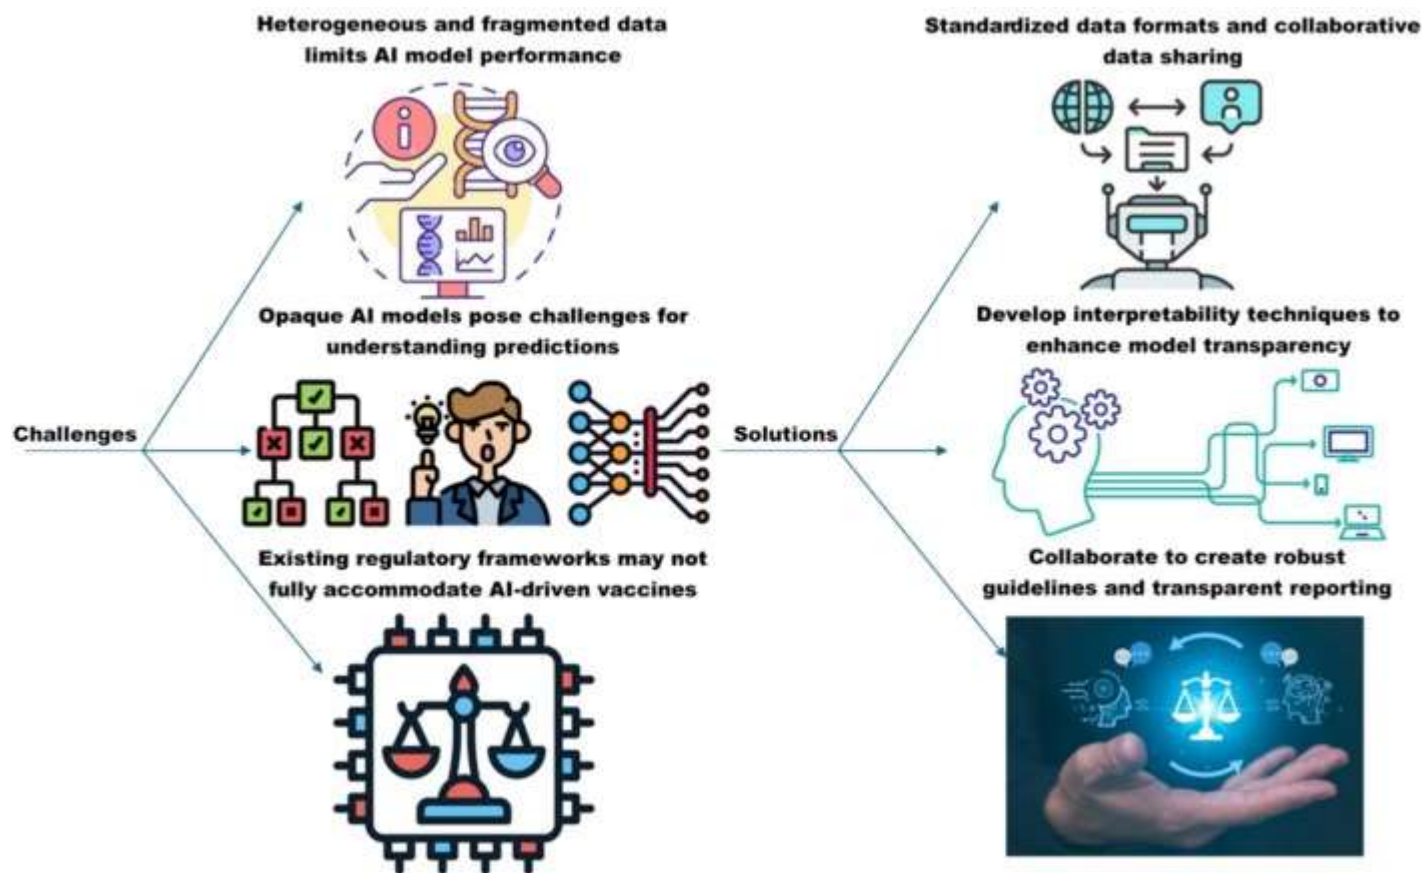 Heterogeneous and fragmented data
limits AI model performance
Opaque AI models pose challenges for
understanding predictions
Challenges
Existing regulatory frameworks may not
fully accommodate AI-driven vaccines
Standardized data formats and collaborative
data sharing
Develop interpretability techniques to
enhance model transparency
Solutions
Collaborate to create robust
guidelines and transparent reporting